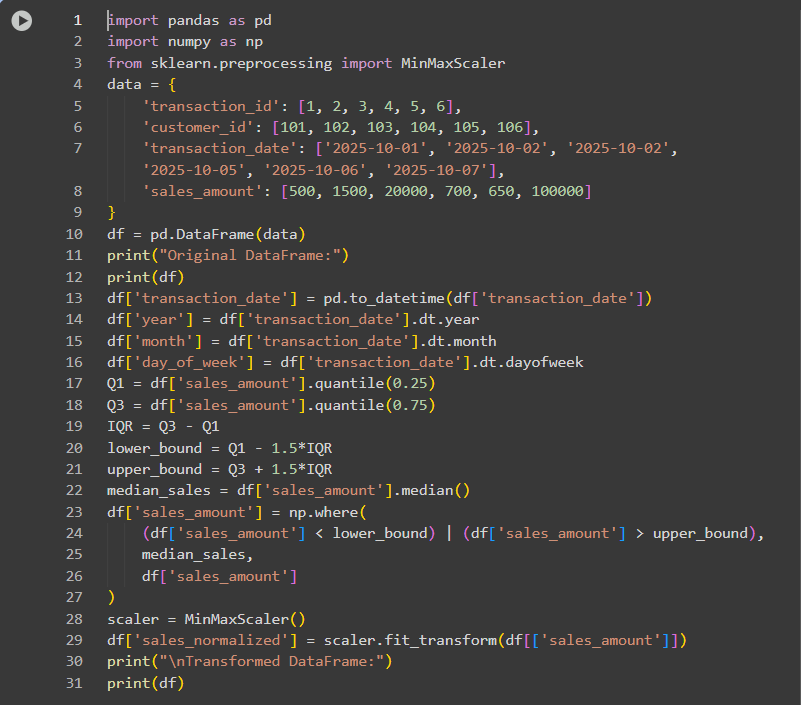 1 import pandas as pd
2 import numpy as np
3 from sklearn.preprocessing import MinMaxScaler
4 data = {
5     'transaction_id': [1, 2, 3, 4, 5, 6],
6     'customer_id': [101, 102, 103, 104, 105, 106],
7     'transaction_date': ['2025-10-01', '2025-10-02', '2025-10-02',
    '2025-10-05', '2025-10-06', '2025-10-07'],
8     'sales_amount': [500, 1500, 20000, 700, 650, 100000]
9 }
10 df = pd.DataFrame(data)
11 print("Original DataFrame:")
12 print(df)
13 df['transaction_date'] = pd.to_datetime(df['transaction_date'])
14 df['year'] = df['transaction_date'].dt.year
15 df['month'] = df['transaction_date'].dt.month
16 df['day_of_week'] = df['transaction_date'].dt.dayofweek
17 Q1 = df['sales_amount'].quantile(0.25)
18 Q3 = df['sales_amount'].quantile(0.75)
19 IQR = Q3 - Q1
20 lower_bound = Q1 - 1.5*IQR
21 upper_bound = Q3 + 1.5*IQR
22 median_sales = df['sales_amount'].median()
23 df['sales_amount'] = np.where(
24     (df['sales_amount'] < lower_bound) | (df['sales_amount'] > upper_bound),
25     median_sales,
26     df['sales_amount']
27 )
28 scaler = MinMaxScaler()
29 df['sales_normalized'] = scaler.fit_transform(df[['sales_amount']])
30 print("\nTransformed DataFrame:")
31 print(df)